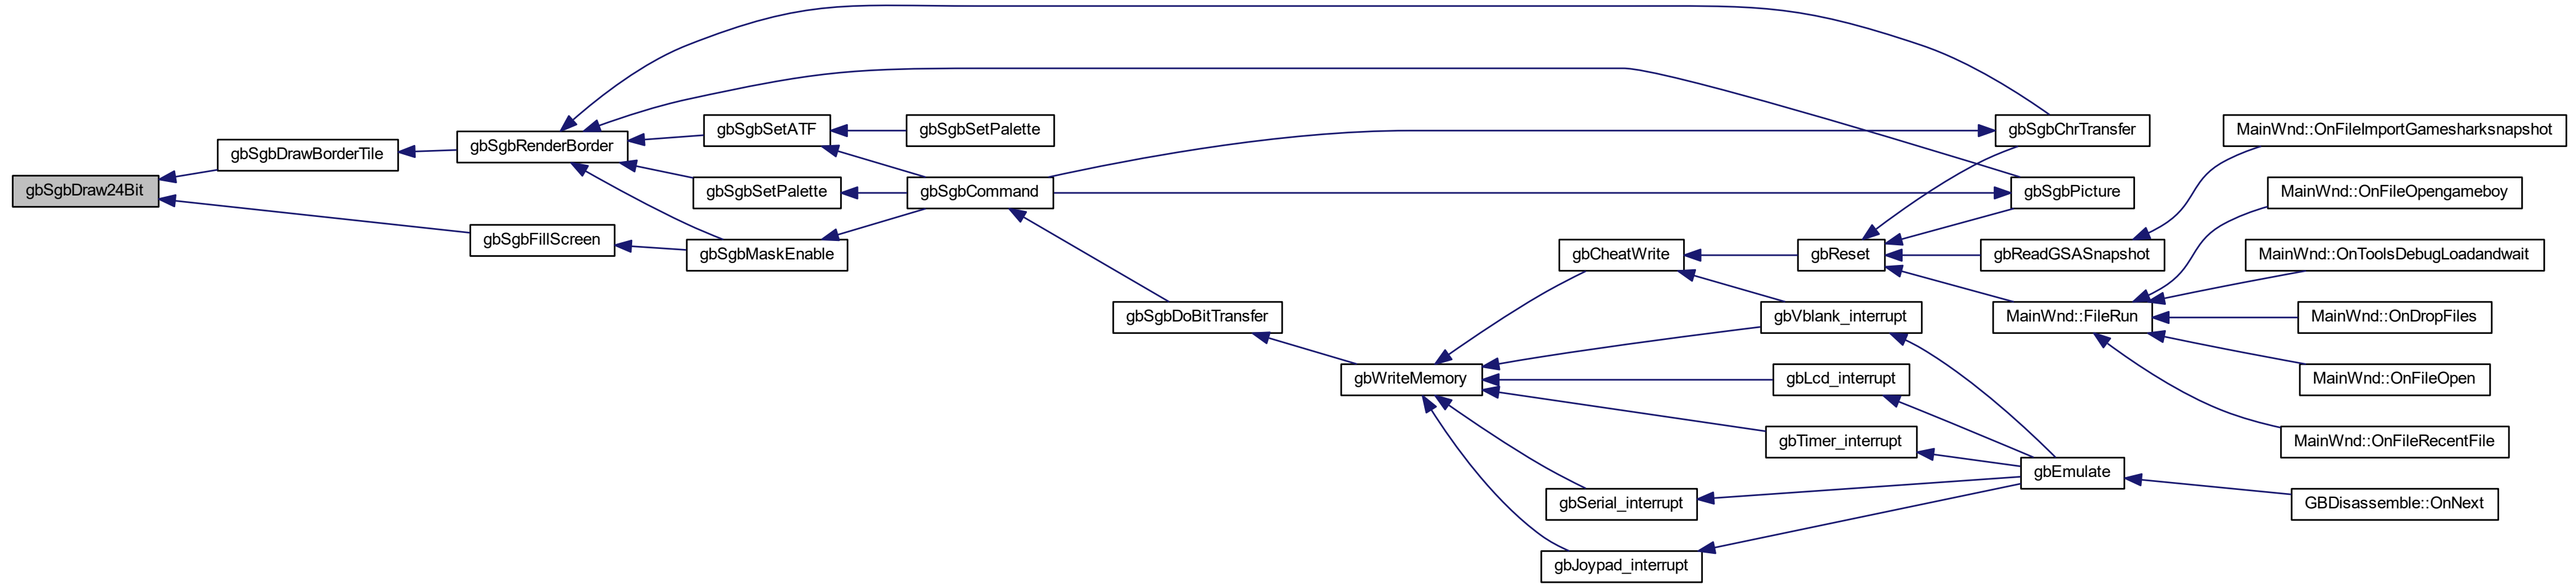 gbSgbDraw24Bit
gbSgbDrawBorderTile
gbSgbFillScreen
gbSgbRenderBorder
gbSgbSetATF
gbSgbSetPalette
gbSgbMaskEnable
gbSgbSetPalette
gbSgbCommand
gbSgbDoBitTransfer
gbWriteMemory
gbCheatWrite
gbVblank_interrupt
gbLcd_interrupt
gbTimer_interrupt
gbSerial_interrupt
gbJoypad_interrupt
gbReset
gbSgbChrTransfer
gbSgbPicture
gbReadGSASnapshot
MainWnd::FileRun
gbEmulate
MainWnd::OnFileImportGamesharksnapshot
MainWnd::OnFileOpengameboy
MainWnd::OnToolsDebugLoadandwait
MainWnd::OnDropFiles
MainWnd::OnFileOpen
MainWnd::OnFileRecentFile
GBDisassemble::OnNext